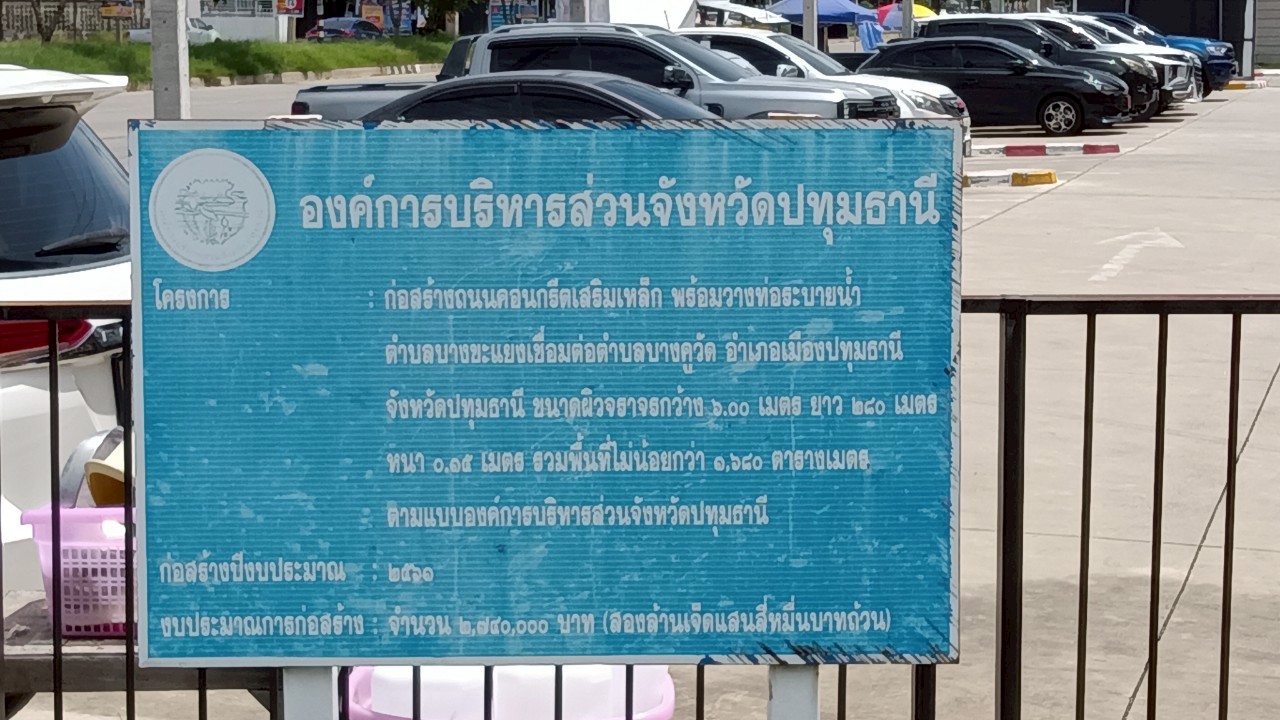 องค์การบริหารส่วนจังหวัดปทุมธานี
โครงการ : ก่อสร้างถนนคอนกรีตเสริมเหล็ก พร้อมวางท่อระบายน้ำ
ตำบลบางขะแยงเชื่อมต่อตำบลบางคูวัด อำเภอเมืองปทุมธานี
จังหวัดปทุมธานี ขนาดผิวจราจรกว้าง ๖.๐๐ เมตร ยาว ๒๘๐ เมตร
หนา ๐.๑๕ เมตร รวมพื้นที่ไม่น้อยกว่า ๑,๖๘๐ ตารางเมตร
ตามแบบองค์การบริหารส่วนจังหวัดปทุมธานี
ก่อสร้างปีงบประมาณ : ๒๕๖๑
งบประมาณการก่อสร้าง : จำนวน ๒,๗๔๐,๐๐๐ บาท (สองล้านเจ็ดแสนสี่หมื่นบาทถ้วน)